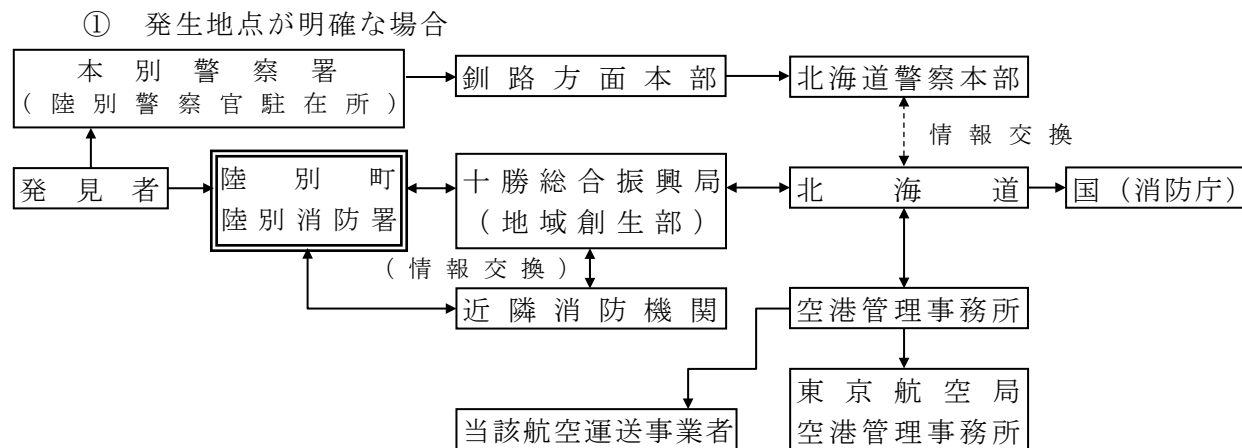 ① 発生地点が明確な場合
本別警察署
(陸別警察官駐在所)
釧路方面本部
北海道警察本部
情報交換
発見者
陸別町
陸別消防署
十勝総合振興局
(地域創生部)
北海道
国(消防庁)
(情報交換)
近隣消防機関
空港管理事務所
当該航空運送事業者
東京航空局
空港管理事務所